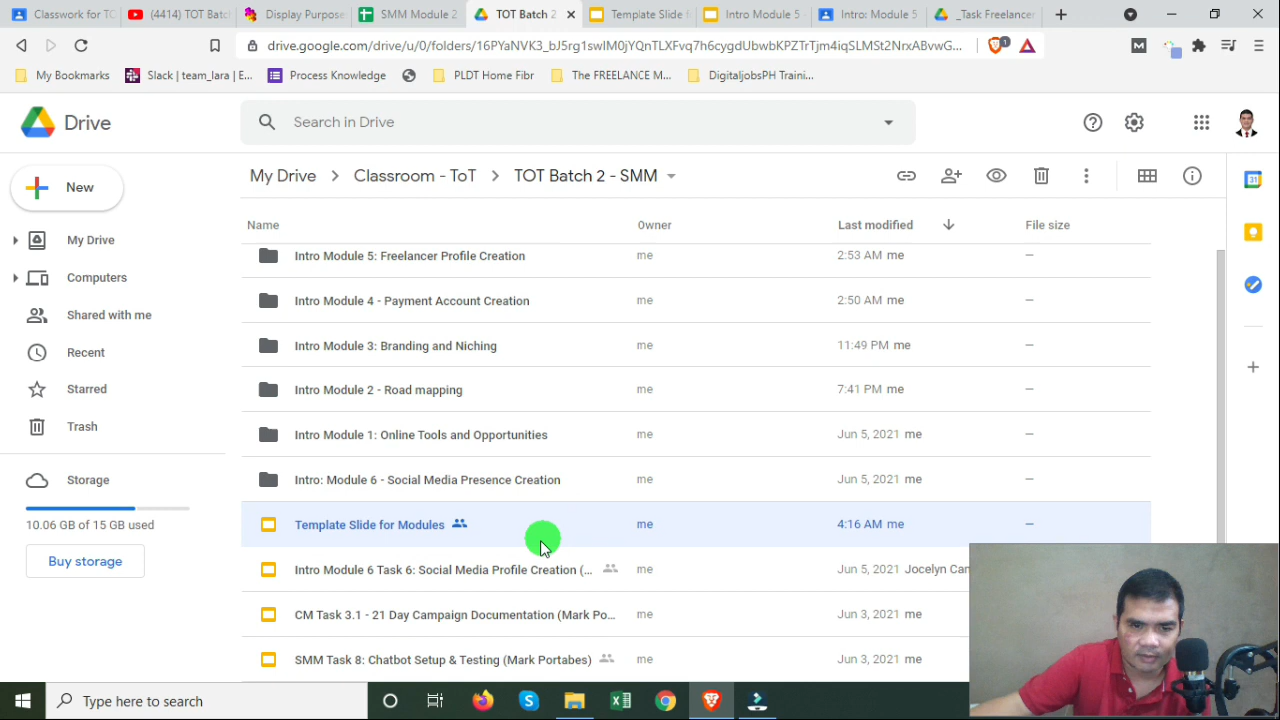 Classwork for TC
(4414) TOT Batc
Display Purpose
SMM Module 2
TOT Batch 2
Template Slide f
Intro Module 5
Intro: Module 5
_Task Freelancer
drive.google.com/drive/u/0/folders/16PYaNVK3_bJ5rg1swIM0jYQnTLXFvq7h6cygdUbwbKPZTrTjm4iqSLMSt2NrxABvwG...
My Bookmarks
Slack | team_lara | E...
Process Knowledge
PLDT Home Fibr
The FREELANCE M...
DigitaljobsPH Traini...
Drive
Search in Drive
New
My Drive
Computers
Shared with me
Recent
Starred
Trash
Storage
10.06 GB of 15 GB used
Buy storage
My Drive > Classroom - ToT > TOT Batch 2 - SMM
Name Owner Last modified File size
Intro Module 5: Freelancer Profile Creation me 2:53 AM me –
Intro Module 4 - Payment Account Creation me 2:50 AM me –
Intro Module 3: Branding and Niching me 11:49 PM me –
Intro Module 2 - Road mapping me 7:41 PM me –
Intro Module 1: Online Tools and Opportunities me Jun 5, 2021 me –
Intro: Module 6 - Social Media Presence Creation me Jun 5, 2021 me –
Template Slide for Modules me 4:16 AM me –
Intro Module 6 Task 6: Social Media Profile Creation (... me Jun 5, 2021 Jocelyn Can
CM Task 3.1 - 21 Day Campaign Documentation (Mark Po... me Jun 3, 2021 me
SMM Task 8: Chatbot Setup & Testing (Mark Portabes) me Jun 3, 2021 me
Type here to search